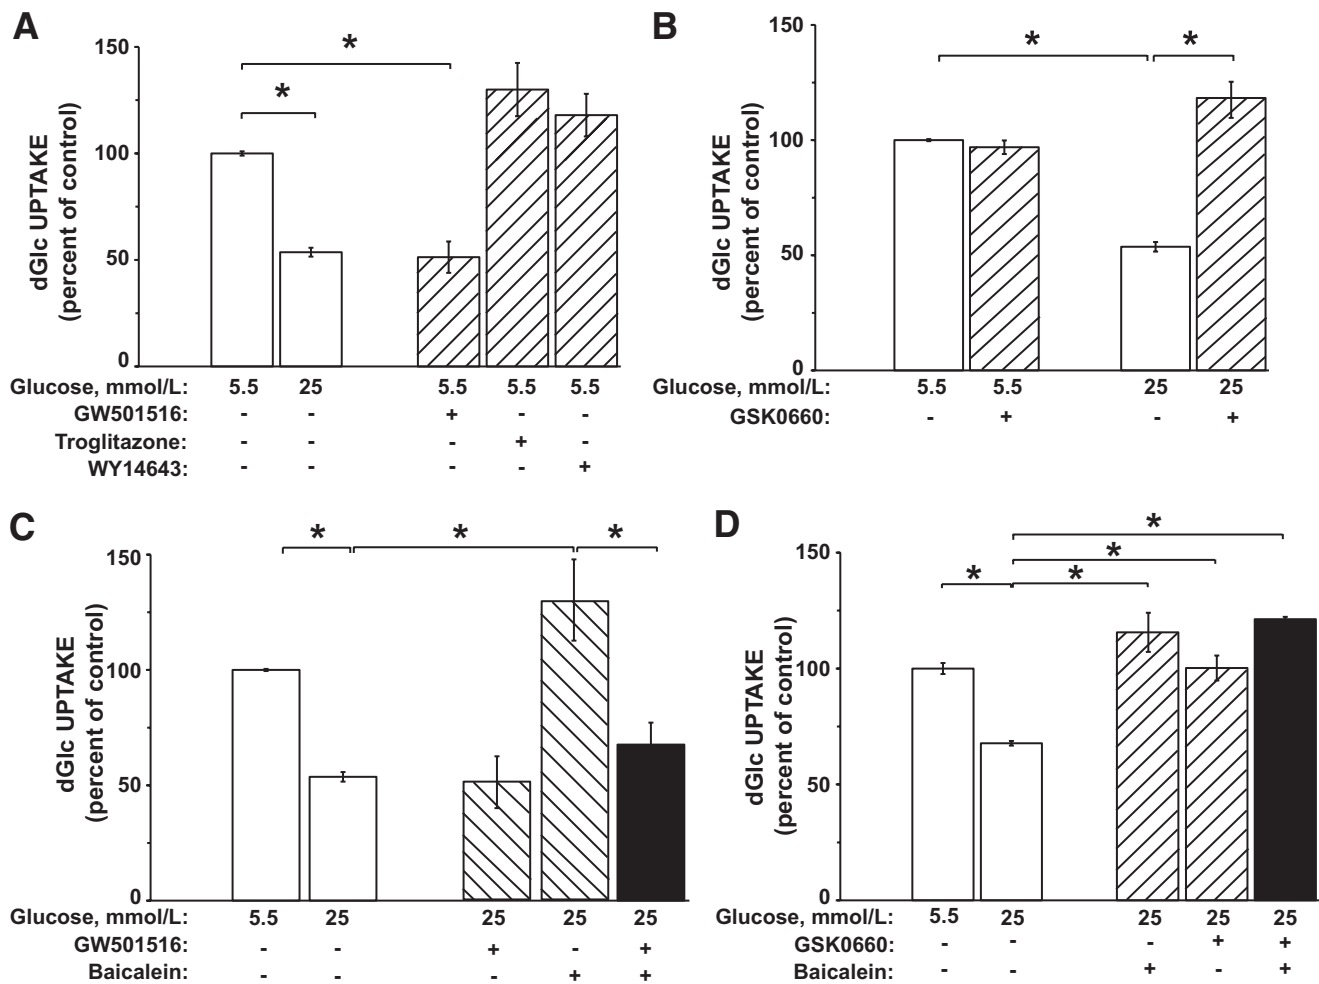 A
*
*
150
100
50
0
dGlc UPTAKE
(percent of control)
Glucose, mmol/L: 5.5 25 5.5 5.5 5.5
GW501516: - - + - -
Troglitazone: - - - + -
WY14643: - - - - +
B
* *
150
100
50
0
dGlc UPTAKE
(percent of control)
Glucose, mmol/L: 5.5 5.5 25 25
GSK0660: - + - +
C
* * *
150
100
50
0
dGlc UPTAKE
(percent of control)
Glucose, mmol/L: 5.5 25 25 25 25
GW501516: - - + - +
Baicalein: - - - + +
D
*
*
* *
150
100
50
0
dGlc UPTAKE
(percent of control)
Glucose, mmol/L: 5.5 25 25 25 25
GSK0660: - - - + +
Baicalein: - - + - +